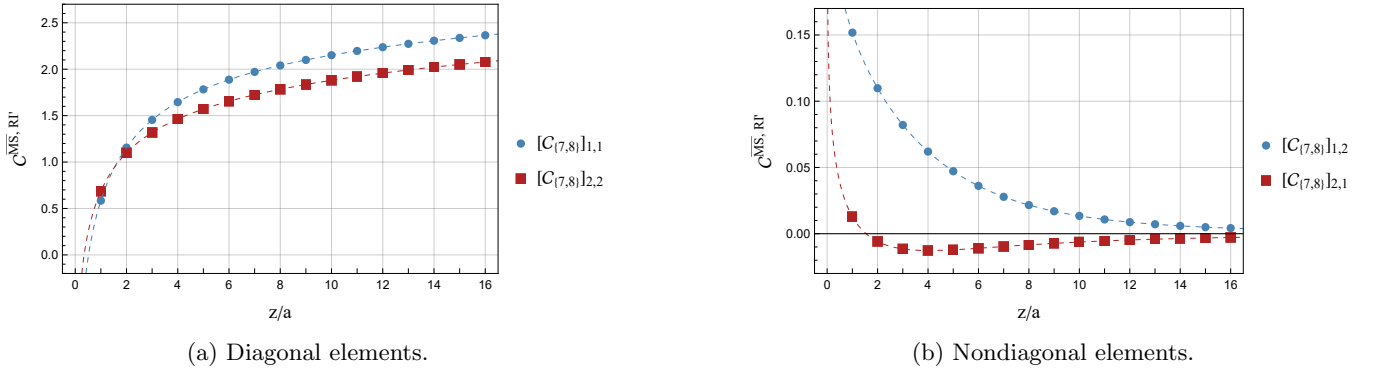 2.5
2.0
1.5
1.0
0.5
0.0
C^{\overline{MS}, RI'}
0 2 4 6 8 10 12 14 16
z/a
[C_{\{7,8\}}]_{1,1}
[C_{\{7,8\}}]_{2,2}
(a) Diagonal elements.
0.15
0.10
0.05
0.00
C^{\overline{MS}, RI'}
0 2 4 6 8 10 12 14 16
z/a
[C_{\{7,8\}}]_{1,2}
[C_{\{7,8\}}]_{2,1}
(b) Nondiagonal elements.